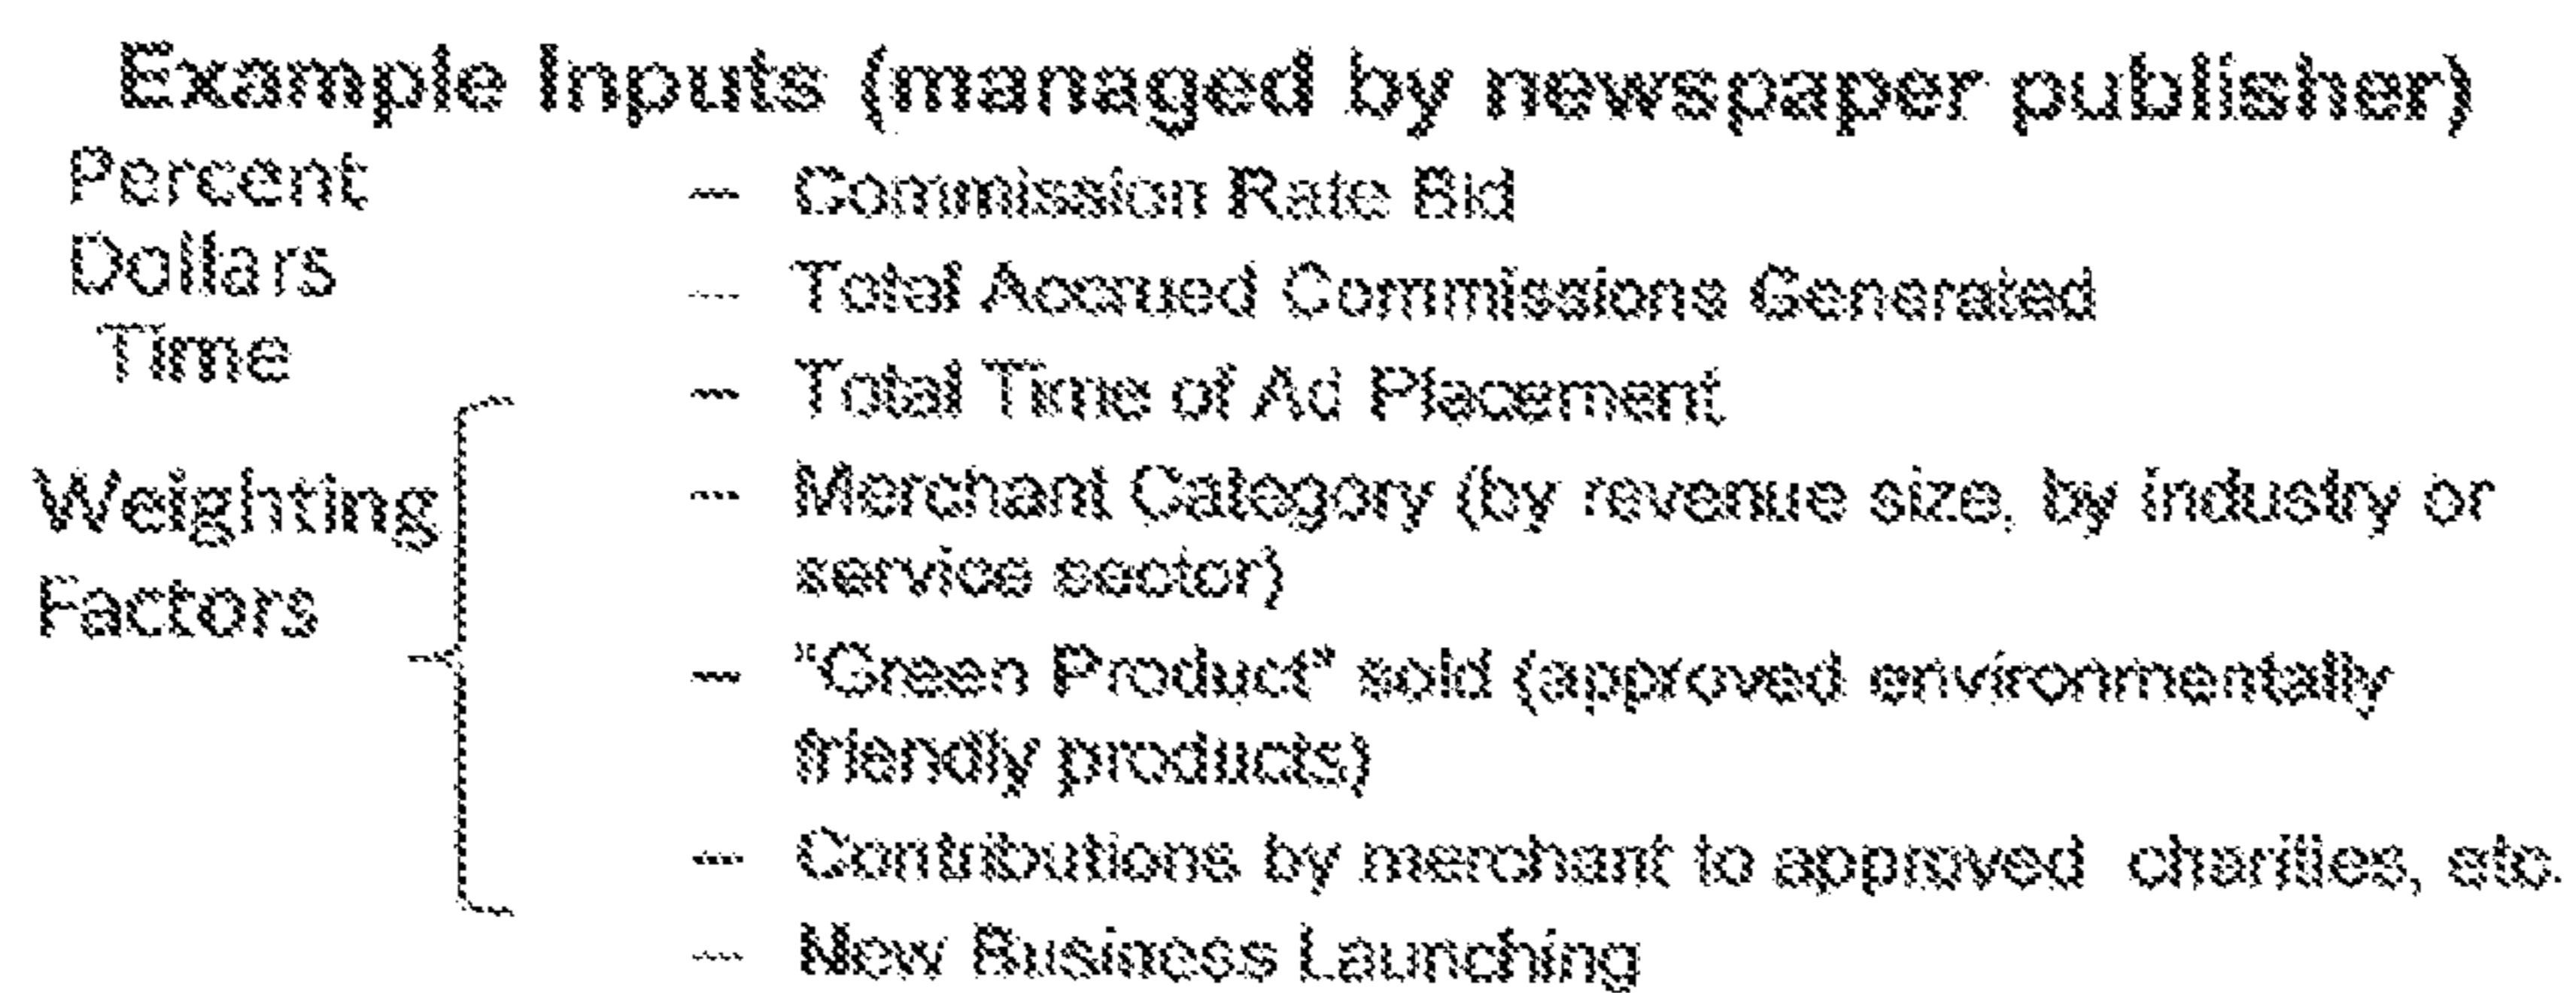 Example Inputs (managed by newspaper publisher)
Percent – Commission Rate Bid
Dollars – Total Accrued Commissions Generated
Time – Total Time of Ad Placement
Weighting – Merchant Category (by revenue size, by industry or
service sector)
Factors
– "Green Product" sold (approved environmentally
friendly products)
– Contributions by merchant to approved charities, etc.
– New Business Launching